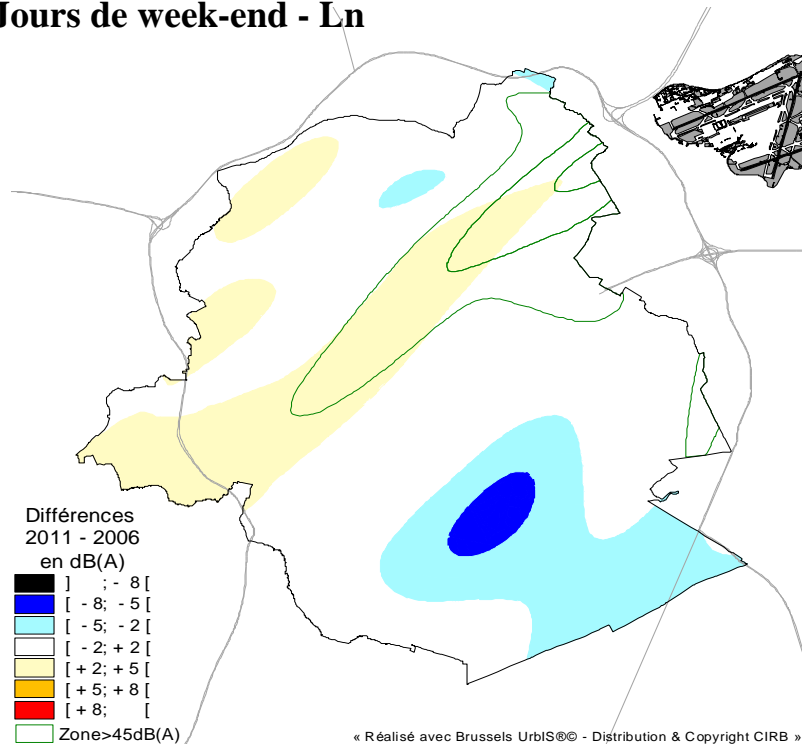 Jours de week-end - Ln
Différences
2011 - 2006
en dB(A)
] ; - 8 [
[ - 8; - 5 [
[ - 5; - 2 [
[ - 2; + 2 [
[ + 2; + 5 [
[ + 5; + 8 [
[ + 8; [
Zone>45dB(A)
« Réalisé avec Brussels UrbIS®© - Distribution & Copyright CIRB »